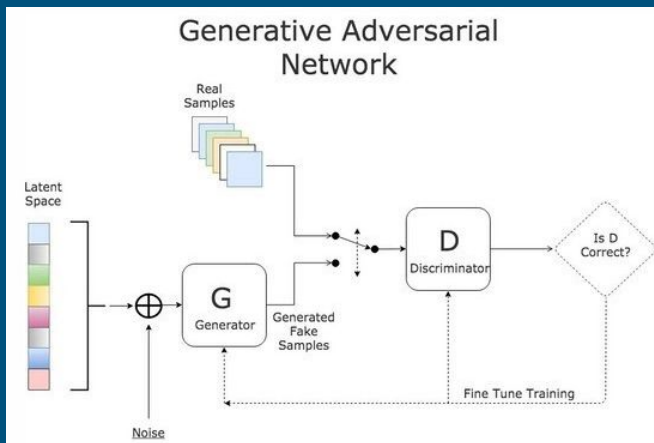 Generative Adversarial
Network
Real
Samples
Latent
Space
D
Discriminator
Is D
Correct?
G
Generator
Generated
Fake
Samples
Fine Tune Training
Noise